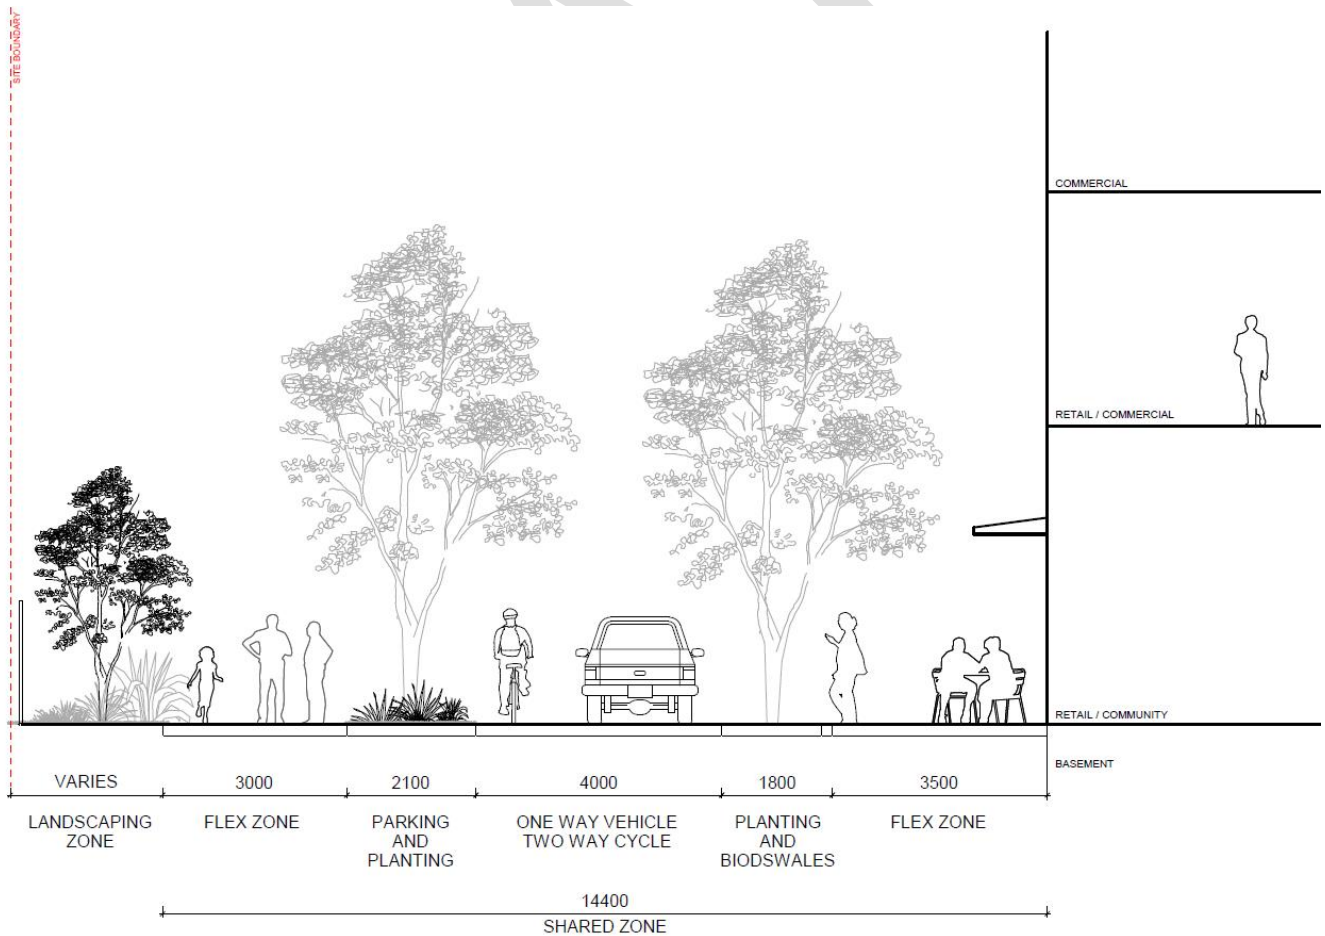 SITE BOUNDARY
COMMERCIAL
RETAIL / COMMERCIAL
RETAIL / COMMUNITY
BASEMENT
VARIES
3000
2100
4000
1800
3500
LANDSCAPING
ZONE
FLEX ZONE
PARKING
AND
PLANTING
ONE WAY VEHICLE
TWO WAY CYCLE
PLANTING
AND
BIODSWALES
FLEX ZONE
14400
SHARED ZONE